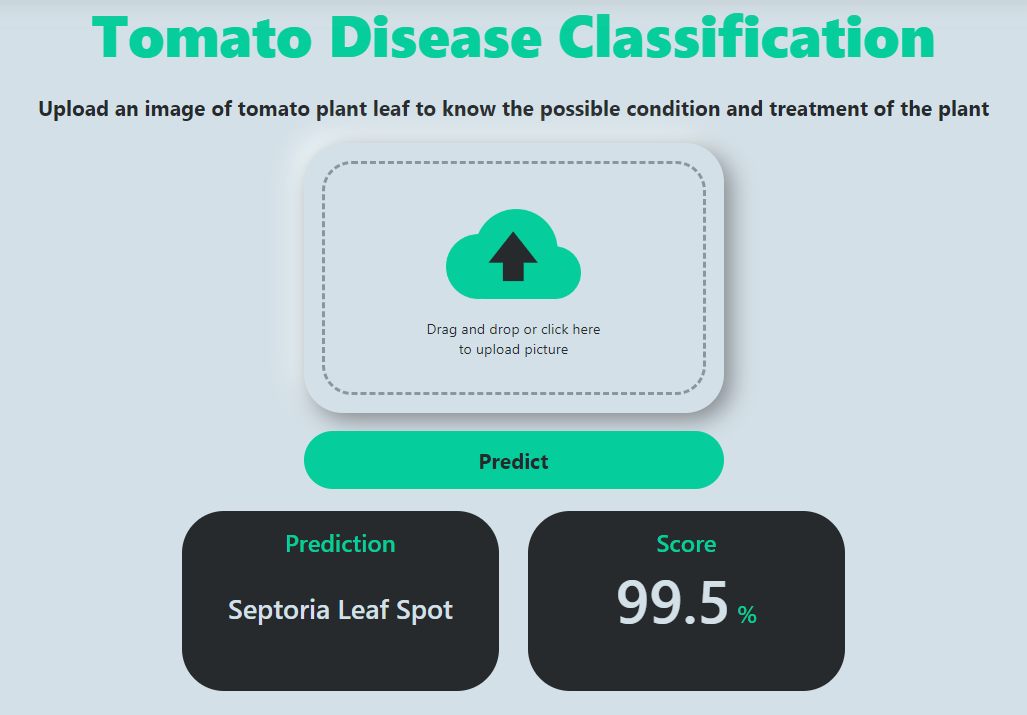 Tomato Disease Classification
Upload an image of tomato plant leaf to know the possible condition and treatment of the plant
Drag and drop or click here
to upload picture
Predict
Prediction
Septoria Leaf Spot
Score
99.5 %